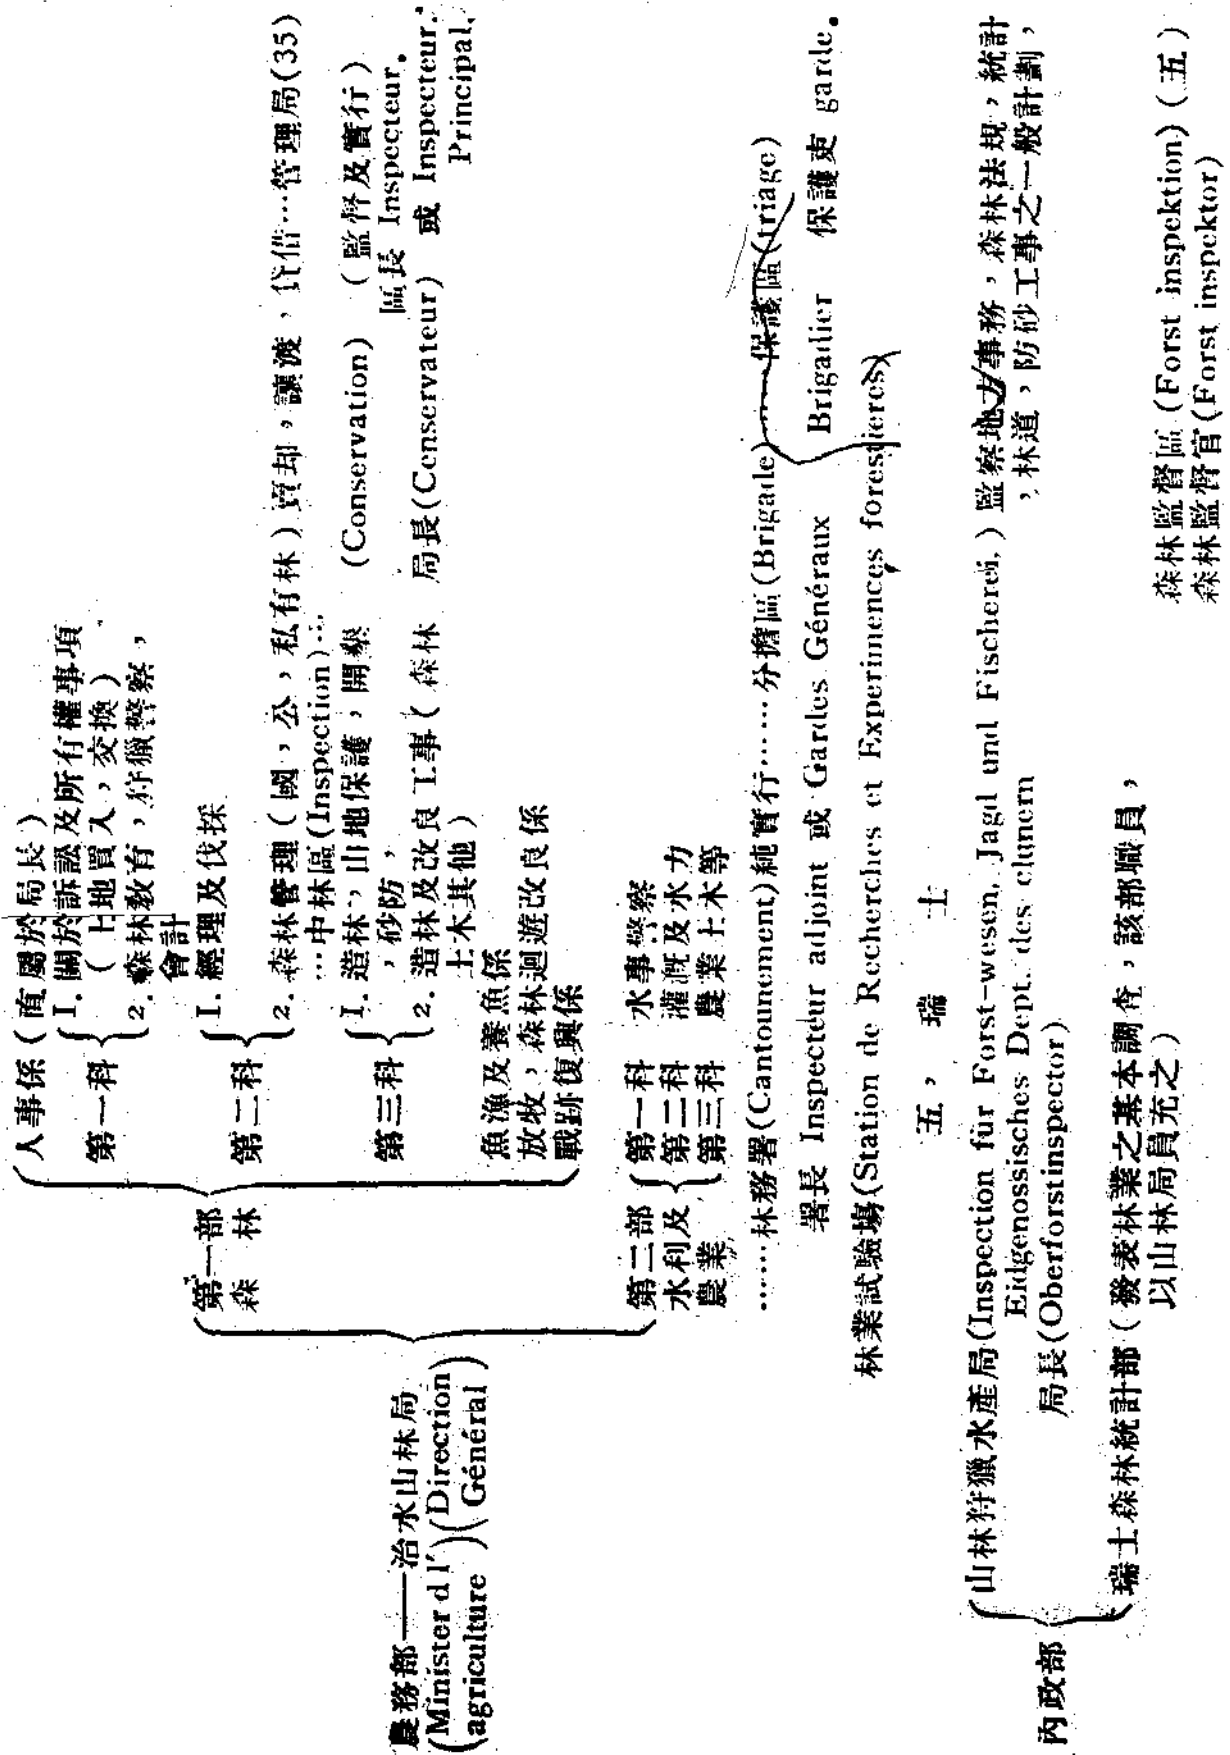 農務部——治水山林局
(Minister d l')(Direction)
(agriculture )( Général )
第一部
森 林
人事係(直屬於局長)
第一科
1. 關於訴訟及所有權事項
(土地買入,交換)
2. 森林教育,狩獵警察,
會計
第二科
1. 經理及伐採
2. 森林管理(國,公,私有林)賣却,讓渡,貸借…管理局(35)
…中林區(Inspection)…
第三科
1. 造林,山地保護,開墾 (Conservation) (監督及實行)
,砂防, 區長 Inspecteur.
2. 造林及改良工事(森林 局長(Censervateur) 或 Inspecteur.
土木其他) Principal.
魚漁及養魚係
放牧,森林迴遊改良係
戰跡復興係
第二部
水利及
農業
第一科 水事警察
第二科 灌漑及水力
第三科 農業土木等
……林務署(Cantounement)純實行……分擔區(Brigade)……保護區(triage)
署長 Inspecteur adjoint 或 Gardes Généraux Brigadier 保護吏 garde.
林業試驗塲(Station de Recherches et Experimences forestieres)
五, 瑞 士
內政部
山林狩獵水產局(Inspection für Forst-wesen, Jagd und Fischerei,) 監察地方事務,森林法規,統計
Eidgenossisches Dept. des clunern ,林道,防砂工事之一般計劃,
局長(Oberforstinspector)
瑞士森林統計部(發表林業之基本調查,該部職員,
以山林局員充之)
森林監督區(Forst inspektion)(五)
森林監督官(Forst inspektor)